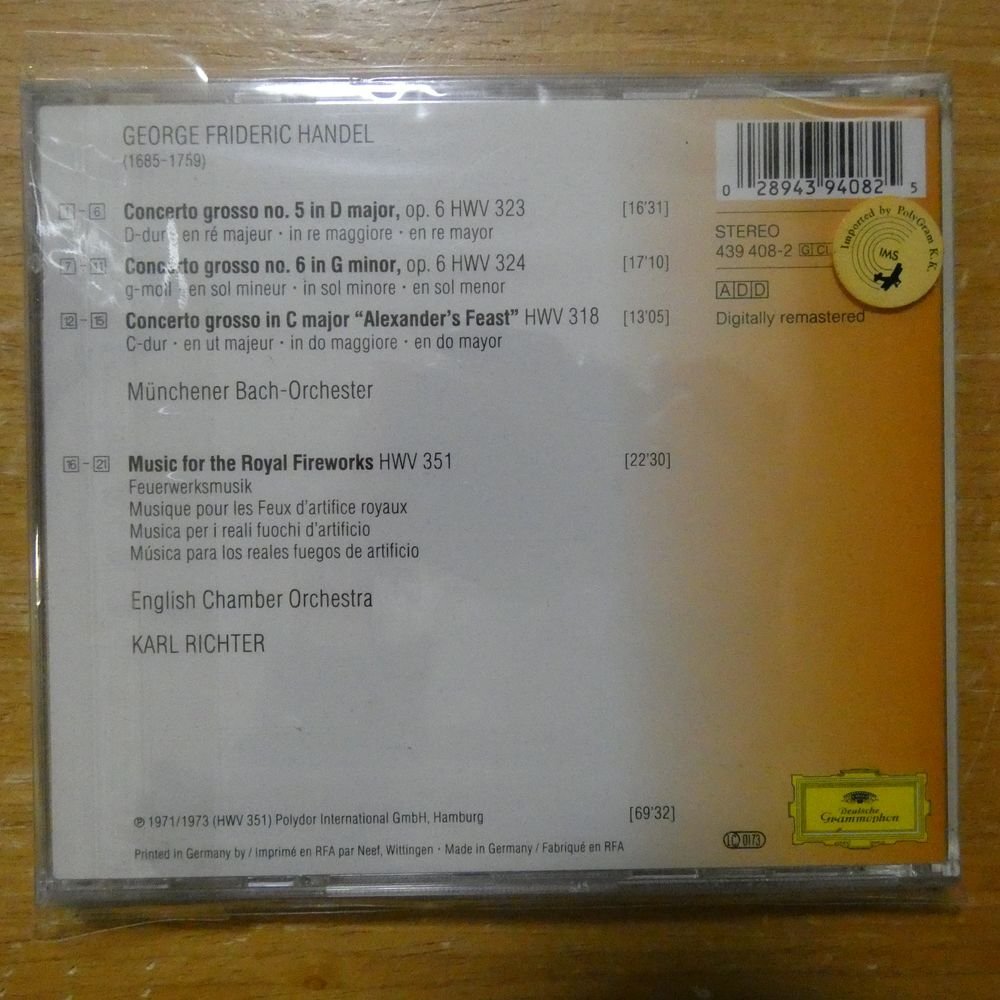 GEORGE FRIDERIC HANDEL
(1685-1759)
1 - 6 Concerto grosso no. 5 in D major, op. 6 HWV 323 [16'31]
D-dur · en ré majeur · in re maggiore · en re mayor
7 - 11 Concerto grosso no. 6 in G minor, op. 6 HWV 324 [17'10]
g-moll · en sol mineur · in sol minore · en sol menor
12 - 15 Concerto grosso in C major “Alexander's Feast” HWV 318 [13'05]
C-dur · en ut majeur · in do maggiore · en do mayor
Münchener Bach-Orchester
16 - 21 Music for the Royal Fireworks HWV 351 [22'30]
Feuerwerksmusik
Musique pour les Feux d'artifice royaux
Musica per i reali fuochi d'artificio
Música para los reales fuegos de artificio
English Chamber Orchestra
KARL RICHTER
℗ 1971/1973 (HWV 351) Polydor International GmbH, Hamburg [69'32]
Printed in Germany by / Imprimé en RFA par Neef, Wittingen · Made in Germany / Fabriqué en RFA
0 28943 94082 5
STEREO
439 408-2 GCL
Imported by PolyGram K.K.
IMS
ADD
Digitally remastered
Deutsche
Grammophon
LC 0173